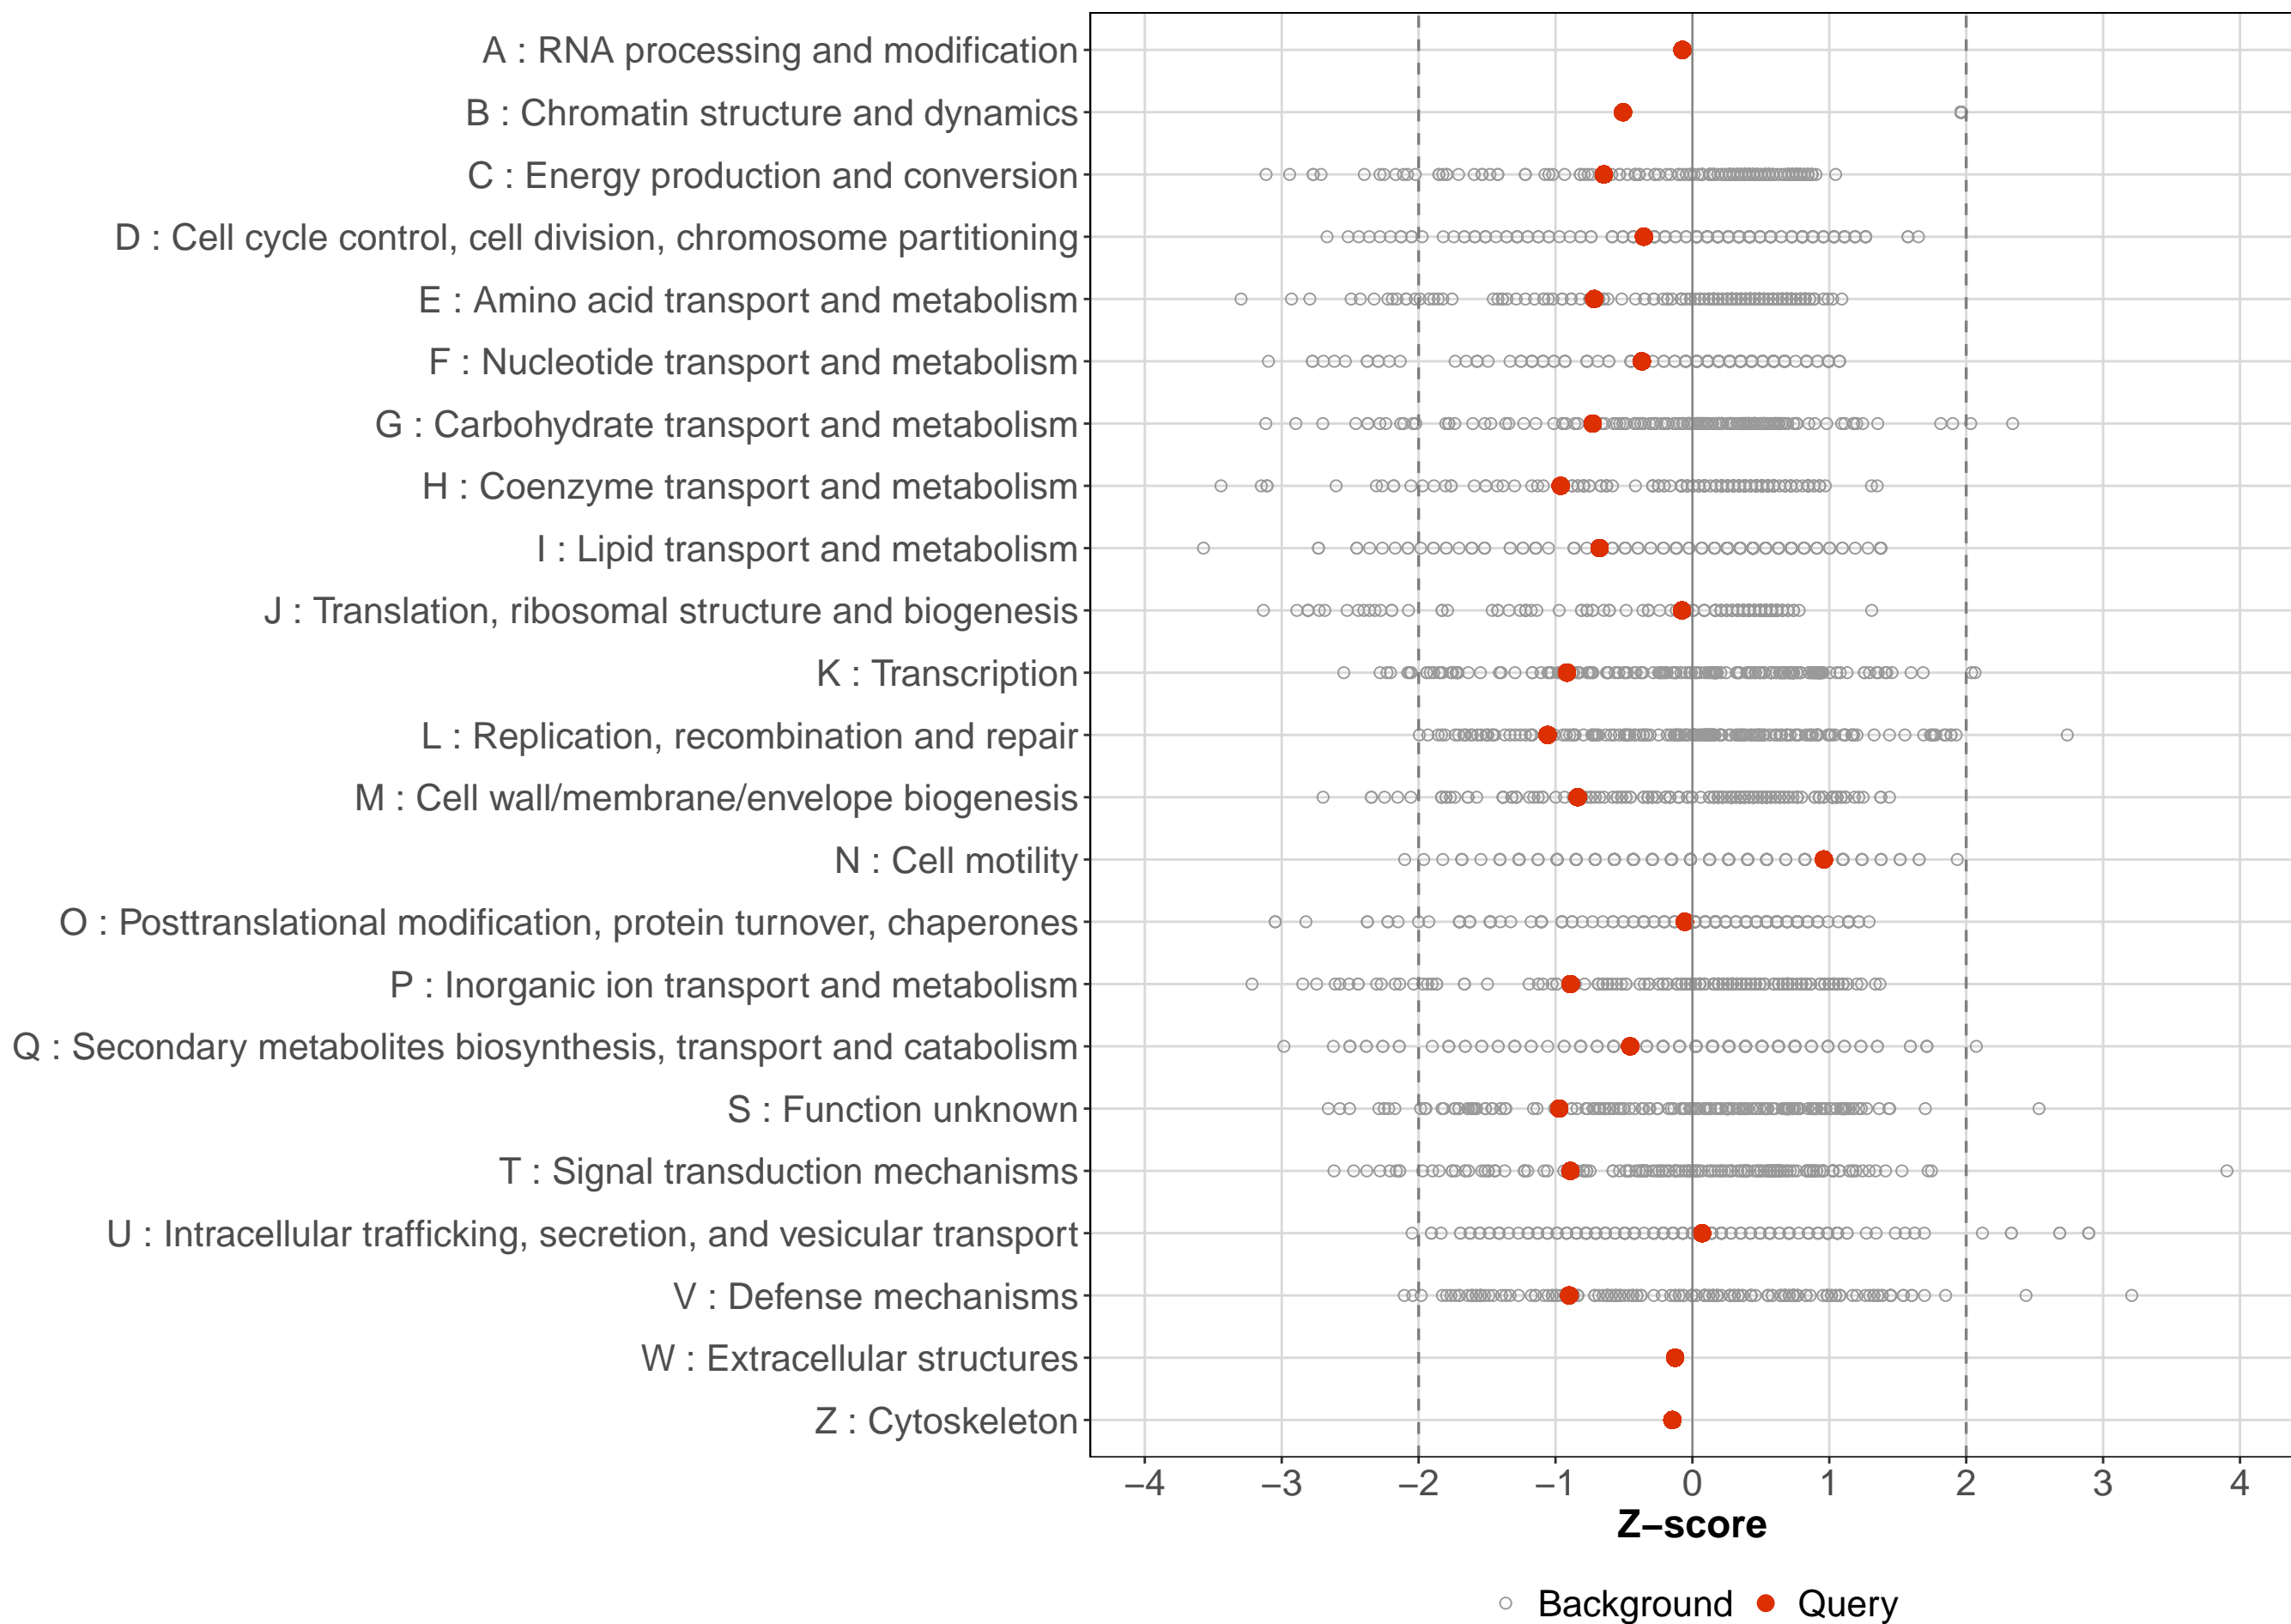 A : RNA processing and modification
B : Chromatin structure and dynamics
C : Energy production and conversion
D : Cell cycle control, cell division, chromosome partitioning
E : Amino acid transport and metabolism
F : Nucleotide transport and metabolism
G : Carbohydrate transport and metabolism
H : Coenzyme transport and metabolism
I : Lipid transport and metabolism
J : Translation, ribosomal structure and biogenesis
K : Transcription
L : Replication, recombination and repair
M : Cell wall/membrane/envelope biogenesis
N : Cell motility
O : Posttranslational modification, protein turnover, chaperones
P : Inorganic ion transport and metabolism
Q : Secondary metabolites biosynthesis, transport and catabolism
S : Function unknown
T : Signal transduction mechanisms
U : Intracellular trafficking, secretion, and vesicular transport
V : Defense mechanisms
W : Extracellular structures
Z : Cytoskeleton
−4 −3 −2 −1 0 1 2 3 4
Z−score
Background Query